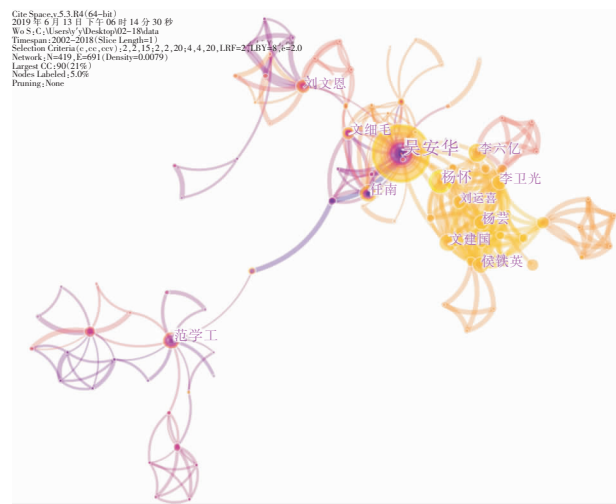 Cite Space,v.5.3.R4(64-bit)
2019 年 6 月 13 日 下午 06 时 14 分 30 秒
Wo S:C:\Users\y'y\Desktop\02-18\data
Timespan:2002-2018(Slice Length=1)
Selection Criteria(c,cc,ccv):2,2,15;2,2,20;4,4,20,LRF=2,LBY=8,e=2.0
Network:N=419,E=691(Density=0.0079)
Largest CC:90(21%)
Nodes Labeled:5.0%
Pruning:None
刘文恩
文细毛
吴安华
李六亿
任南
杨怀
李卫光
刘运喜
杨芸
文建国
侯铁英
范学工